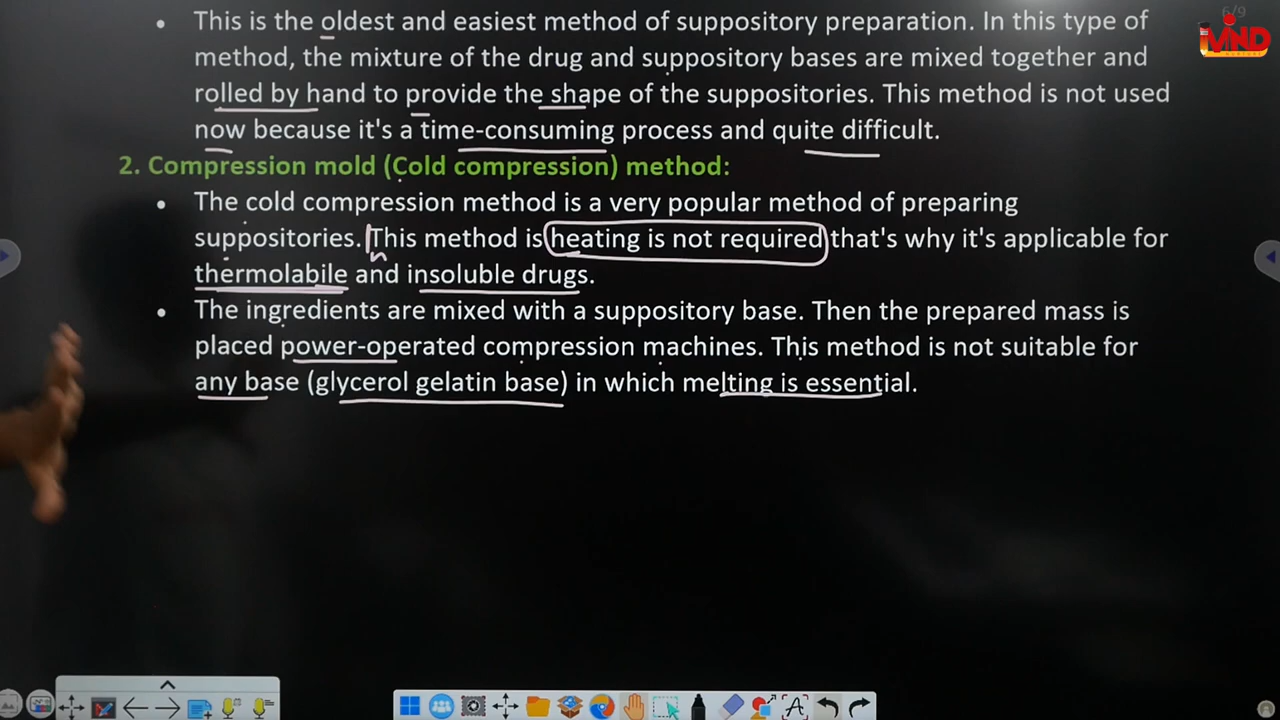 6/9
iMND
This is the oldest and easiest method of suppository preparation. In this type of
method, the mixture of the drug and suppository bases are mixed together and
rolled by hand to provide the shape of the suppositories. This method is not used
now because it's a time-consuming process and quite difficult.
2. Compression mold (Cold compression) method:
The cold compression method is a very popular method of preparing
suppositories. This method is heating is not required that's why it's applicable for
thermolabile and insoluble drugs.
The ingredients are mixed with a suppository base. Then the prepared mass is
placed power-operated compression machines. This method is not suitable for
any base (glycerol gelatin base) in which melting is essential.